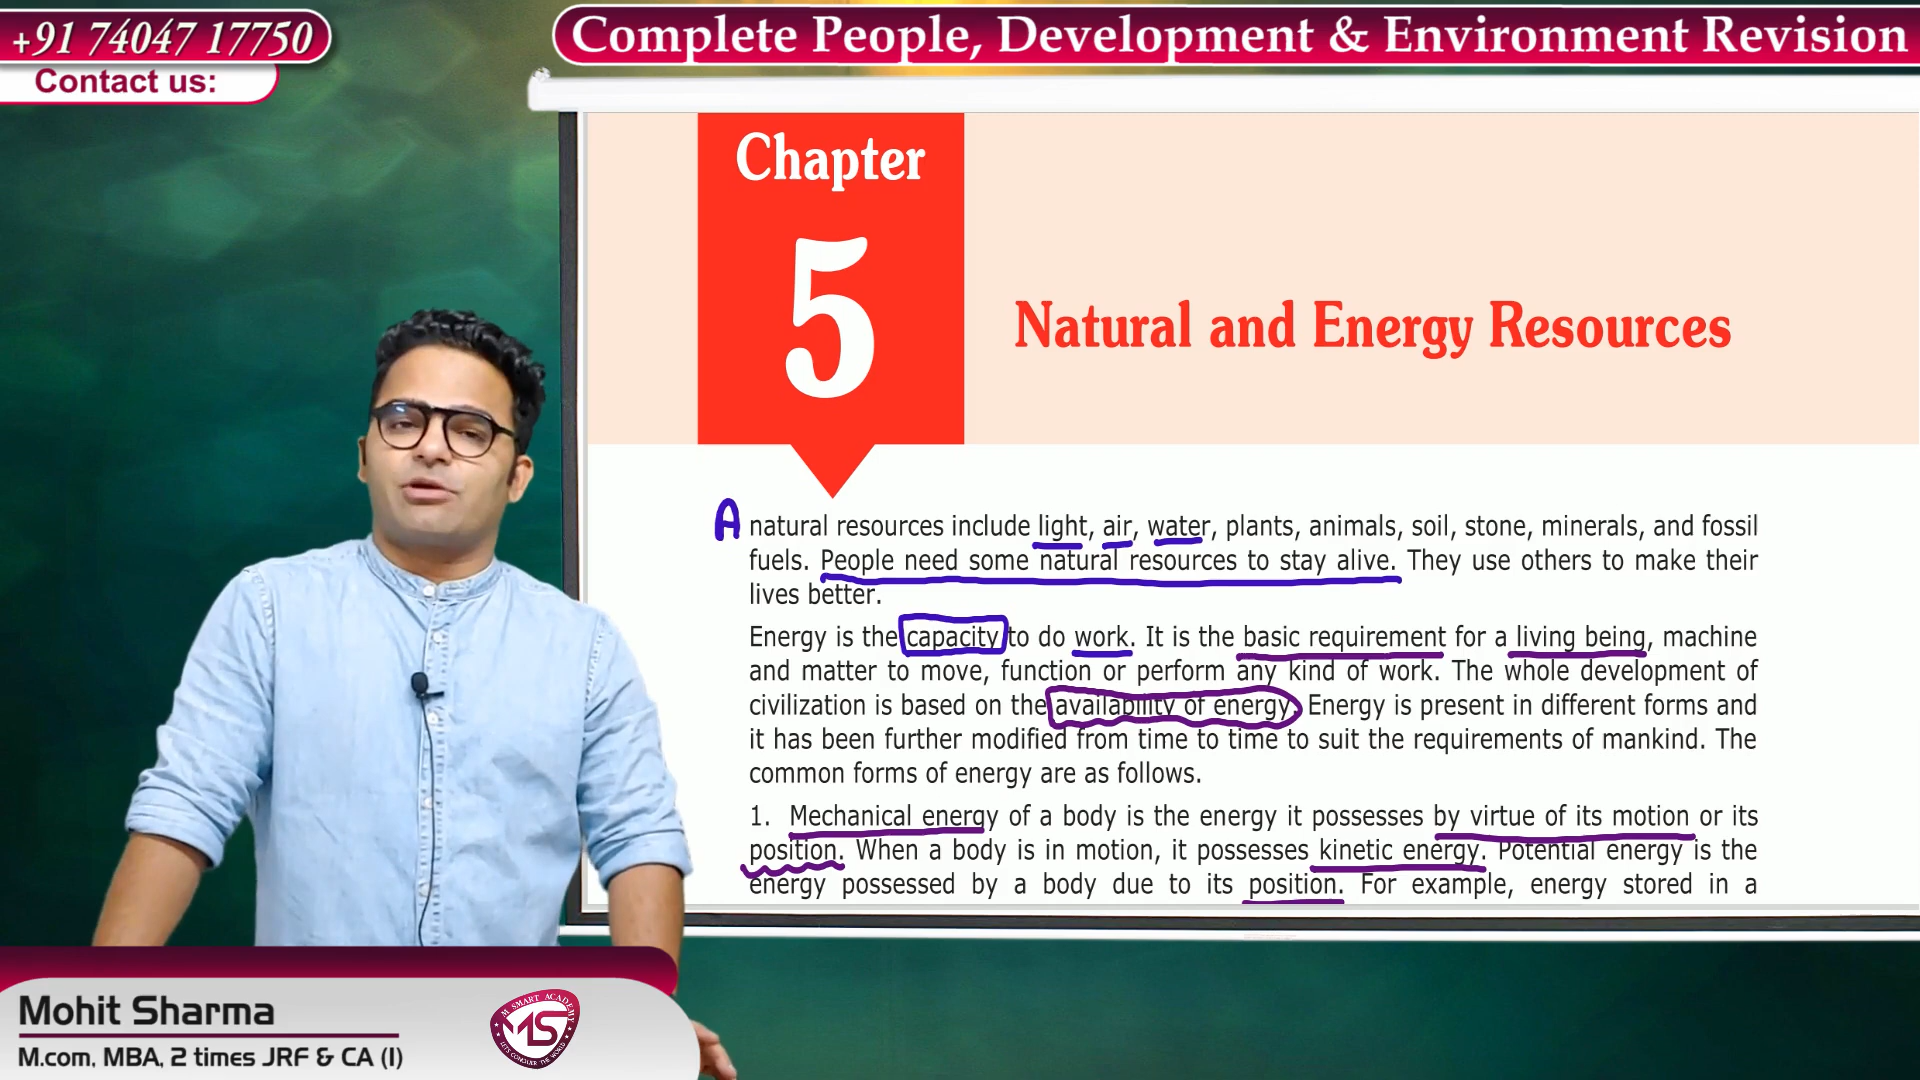 +91 74047 17750
Contact us:
Complete People, Development & Environment Revision
Chapter
5
Natural and Energy Resources
A natural resources include light, air, water, plants, animals, soil, stone, minerals, and fossil
fuels. People need some natural resources to stay alive. They use others to make their
lives better.
Energy is the capacity to do work. It is the basic requirement for a living being, machine
and matter to move, function or perform any kind of work. The whole development of
civilization is based on the availability of energy. Energy is present in different forms and
it has been further modified from time to time to suit the requirements of mankind. The
common forms of energy are as follows.
1. Mechanical energy of a body is the energy it possesses by virtue of its motion or its
position. When a body is in motion, it possesses kinetic energy. Potential energy is the
energy possessed by a body due to its position. For example, energy stored in a
Mohit Sharma
M.com, MBA, 2 times JRF & CA (I)
M SMART ACADEMY
MS
LETS CONQUER THE WORLD